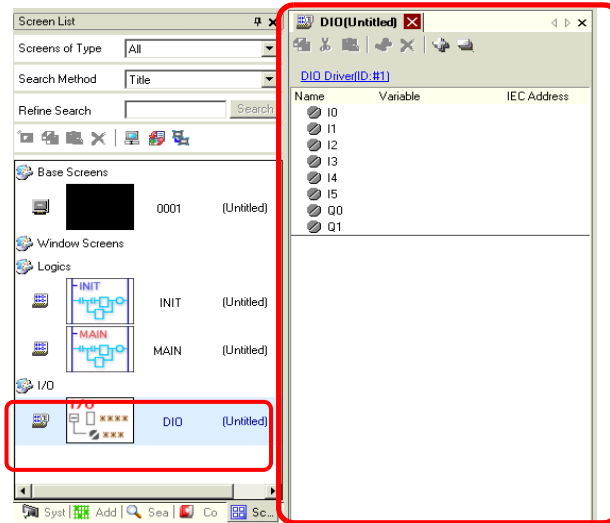 Screen List
Screens of Type All
Search Method Title
Refine Search Search
Base Screens
0001 (Untitled)
Window Screens
Logics
INIT
INIT (Untitled)
MAIN
MAIN (Untitled)
I/O
I/O
****
***
DIO (Untitled)
Syst Add Sea Co Sc...
DIO(Untitled)
DIO Driver(ID:#1)
Name Variable IEC Address
I0
I1
I2
I3
I4
I5
Q0
Q1